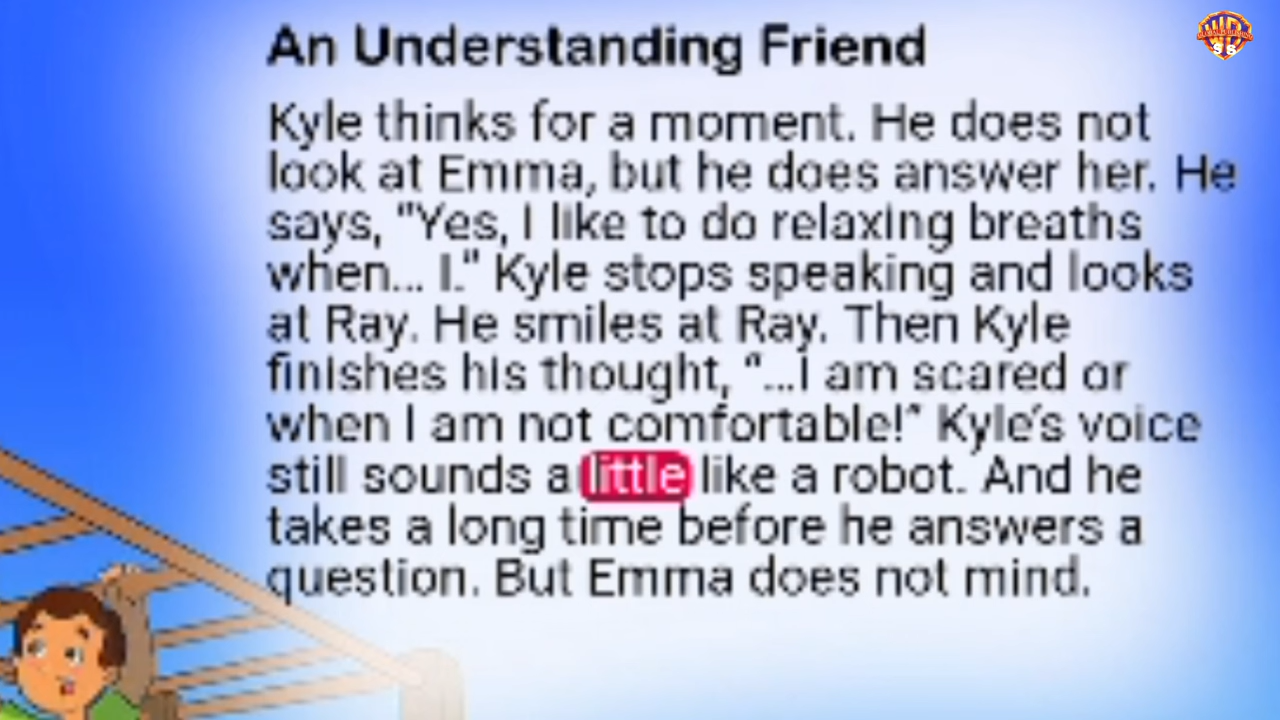 An Understanding Friend
Kyle thinks for a moment. He does not
look at Emma, but he does answer her. He
says, "Yes, I like to do relaxing breaths
when... I." Kyle stops speaking and looks
at Ray. He smiles at Ray. Then Kyle
finishes his thought, "...I am scared or
when I am not comfortable!" Kyle's voice
still sounds a little like a robot. And he
takes a long time before he answers a
question. But Emma does not mind.